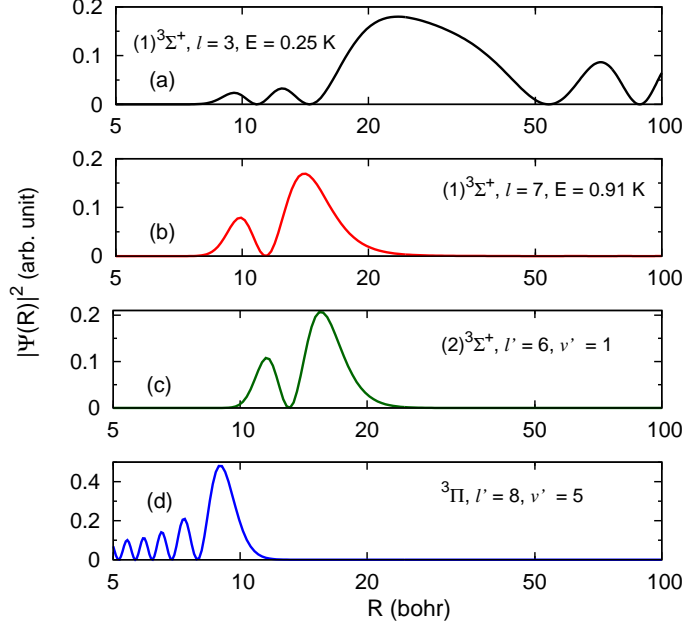 0.2
0.1
0
(1)³Σ⁺, l = 3, E = 0.25 K
(a)
5 10 20 50 100
0.2
0.1
0
(1)³Σ⁺, l = 7, E = 0.91 K
(b)
5 10 20 50 100
0.2
0.1
0
(2)³Σ⁺, l' = 6, v' = 1
(c)
5 10 20 50 100
0.4
0.2
0
³Π, l' = 8, v' = 5
(d)
5 10 20 50 100
R (bohr)
|Ψ(R)|² (arb. unit)